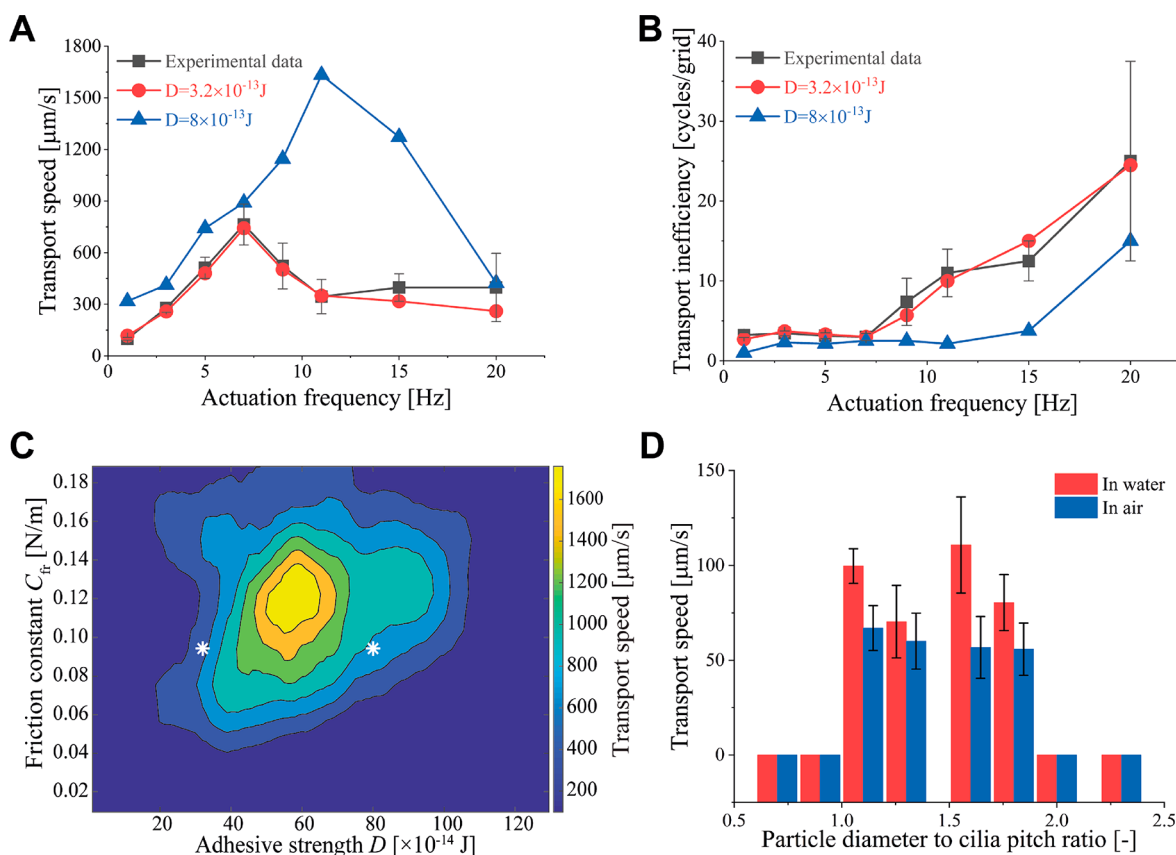 A
Transport speed [μm/s]
1800
1500
1200
900
600
300
0
Experimental data
D=3.2×10⁻¹³J
D=8×10⁻¹³J
0 5 10 15 20
Actuation frequency [Hz]
B
Transport inefficiency [cycles/grid]
40
30
20
10
0
Experimental data
D=3.2×10⁻¹³J
D=8×10⁻¹³J
0 5 10 15 20
Actuation frequency [Hz]
C
Friction constant C_fr [N/m]
0.18
0.16
0.14
0.12
0.10
0.08
0.06
0.04
0.02
20 40 60 80 100 120
Adhesive strength D [×10⁻¹⁴ J]
1600
1400
1200
1000
800
600
400
200
Transport speed [μm/s]
D
Transport speed [μm/s]
150
100
50
0
In water
In air
0.5 1.0 1.5 2.0 2.5
Particle diameter to cilia pitch ratio [-]